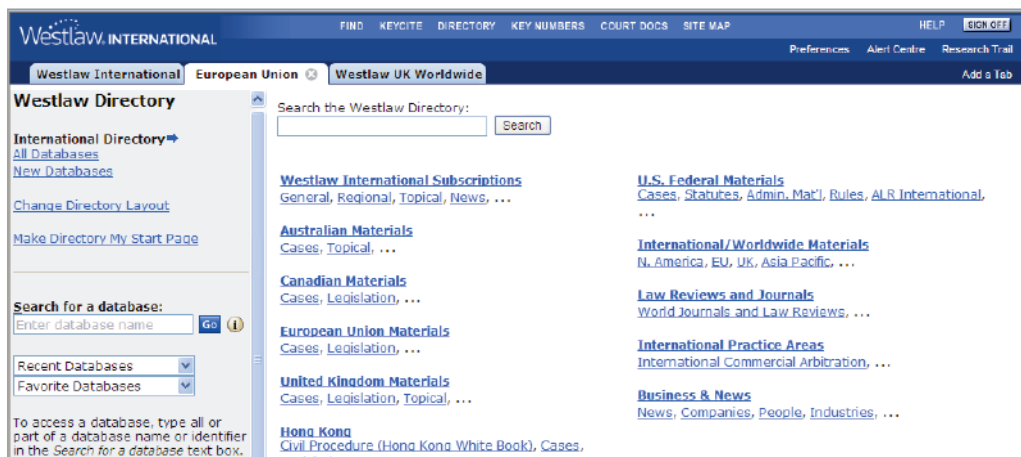 Westlaw. INTERNATIONAL
FIND KEYCITE DIRECTORY KEY NUMBERS COURT DOCS SITE MAP
HELP SIGN OFF
Preferences Alert Centre Research Trail
Westlaw International
European Union
Westlaw UK Worldwide
Add a Tab
Westlaw Directory
International Directory
All Databases
New Databases
Change Directory Layout
Make Directory My Start Page
Search for a database:
Enter database name Go
Recent Databases
Favorite Databases
To access a database, type all or
part of a database name or identifier
in the Search for a database text box.
Search the Westlaw Directory:
Search
Westlaw International Subscriptions
General, Regional, Topical, News, ...
Australian Materials
Cases, Topical, ...
Canadian Materials
Cases, Legislation, ...
European Union Materials
Cases, Legislation, ...
United Kingdom Materials
Cases, Legislation, Topical, ...
Hong Kong
Civil Procedure (Hong Kong White Book), Cases,
U.S. Federal Materials
Cases, Statutes, Admin. Mat'l, Rules, ALR International,
...
International/Worldwide Materials
N. America, EU, UK, Asia Pacific, ...
Law Reviews and Journals
World Journals and Law Reviews, ...
International Practice Areas
International Commercial Arbitration, ...
Business & News
News, Companies, People, Industries, ...